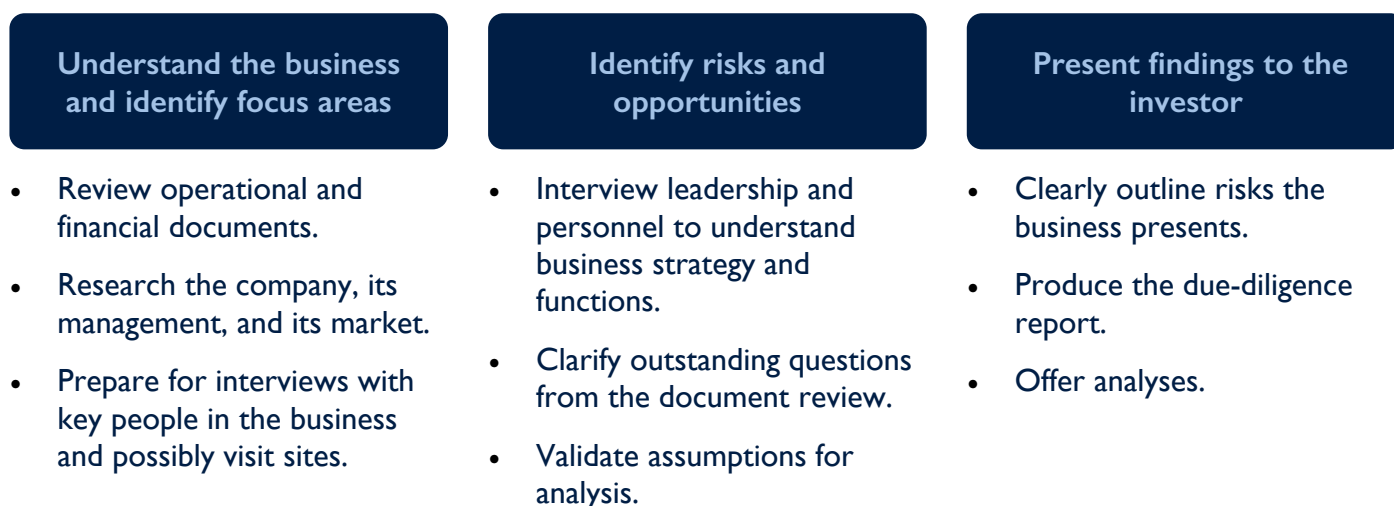 Understand the business
and identify focus areas
• Review operational and
financial documents.
• Research the company, its
management, and its market.
• Prepare for interviews with
key people in the business
and possibly visit sites.
Identify risks and
opportunities
• Interview leadership and
personnel to understand
business strategy and
functions.
• Clarify outstanding questions
from the document review.
• Validate assumptions for
analysis.
Present findings to the
investor
• Clearly outline risks the
business presents.
• Produce the due-diligence
report.
• Offer analyses.